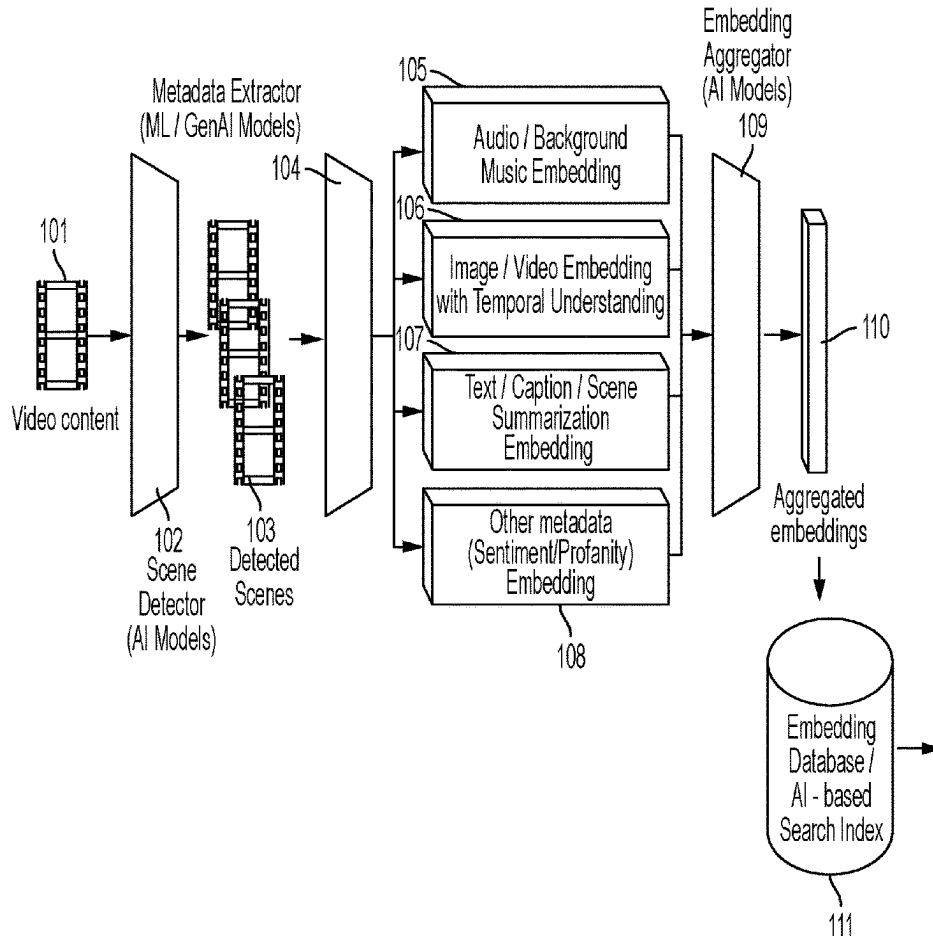 101
Video content
102
Scene
Detector
(AI Models)
103
Detected
Scenes
Metadata Extractor
(ML / GenAI Models)
104
105
Audio / Background
Music Embedding
106
Image / Video Embedding
with Temporal Understanding
107
Text / Caption / Scene
Summarization
Embedding
Other metadata
(Sentiment/Profanity)
Embedding
108
Embedding
Aggregator
(AI Models)
109
110
Aggregated
embeddings
Embedding
Database /
AI - based
Search Index
111